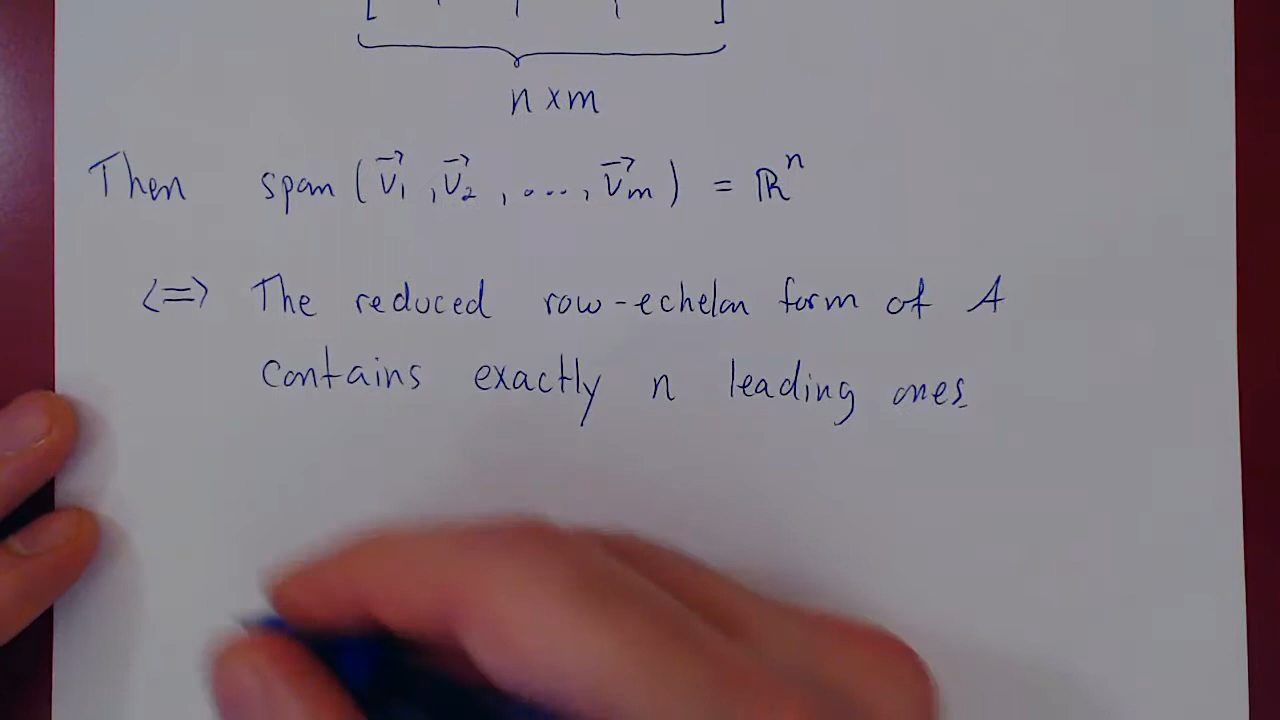 n × m
Then span (v⃗₁, v⃗₂, ..., v⃗ₘ) = ℝⁿ
<=> The reduced row-echelon form of A
contains exactly n leading ones